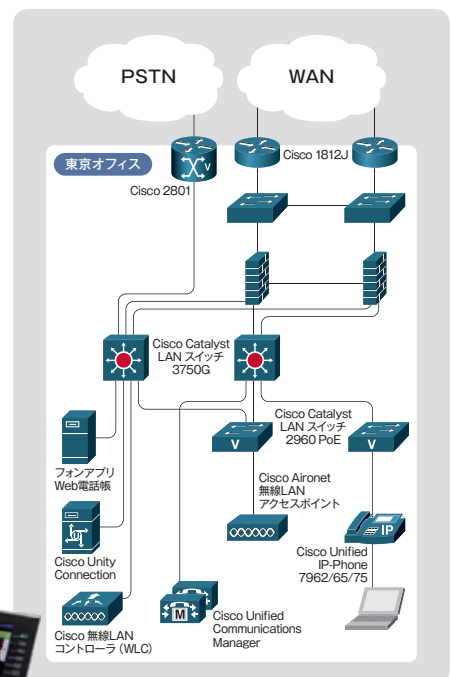 PSTN
WAN
東京オフィス
Cisco 2801
V
Cisco 1812J
Cisco Catalyst
LAN スイッチ
3750G
フォンアプリ
Web電話帳
Cisco Unity
Connection
Cisco 無線LAN
コントローラ（WLC）
M
Cisco Unified
Communications
Manager
V
Cisco Catalyst
LAN スイッチ
2960 PoE
V
Cisco Aironet
無線LAN
アクセスポイント
IP
Cisco Unified
IP-Phone
7962/65/75